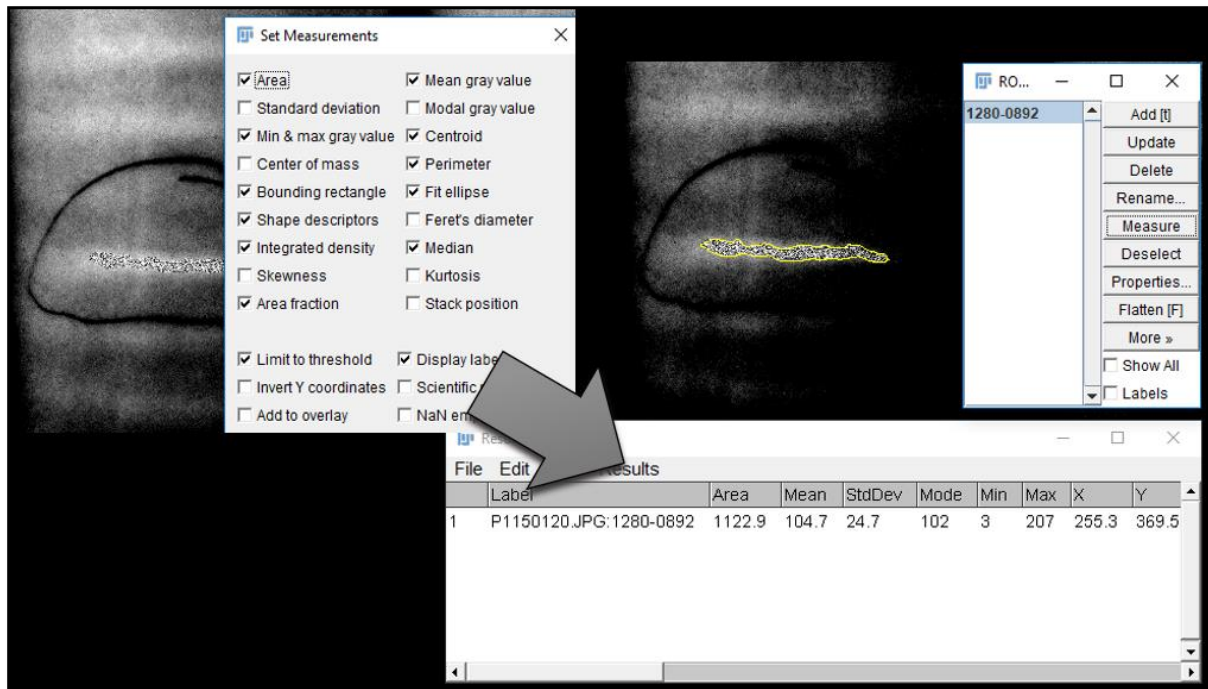 Set Measurements
Area Mean gray value
Standard deviation Modal gray value
Min & max gray value Centroid
Center of mass Perimeter
Bounding rectangle Fit ellipse
Shape descriptors Feret's diameter
Integrated density Median
Skewness Kurtosis
Area fraction Stack position
Limit to threshold Display
Invert Y coordinates Scientific
Add to overlay NaN
RO...
1280-0892
Add [t]
Update
Delete
Rename...
Measure
Deselect
Properties...
Flatten [F]
More »
Show All
Labels
File Edit Results
Label Area Mean StdDev Mode Min Max X Y
1 P1150120.JPG:1280-0892 1122.9 104.7 24.7 102 3 207 255.3 369.5